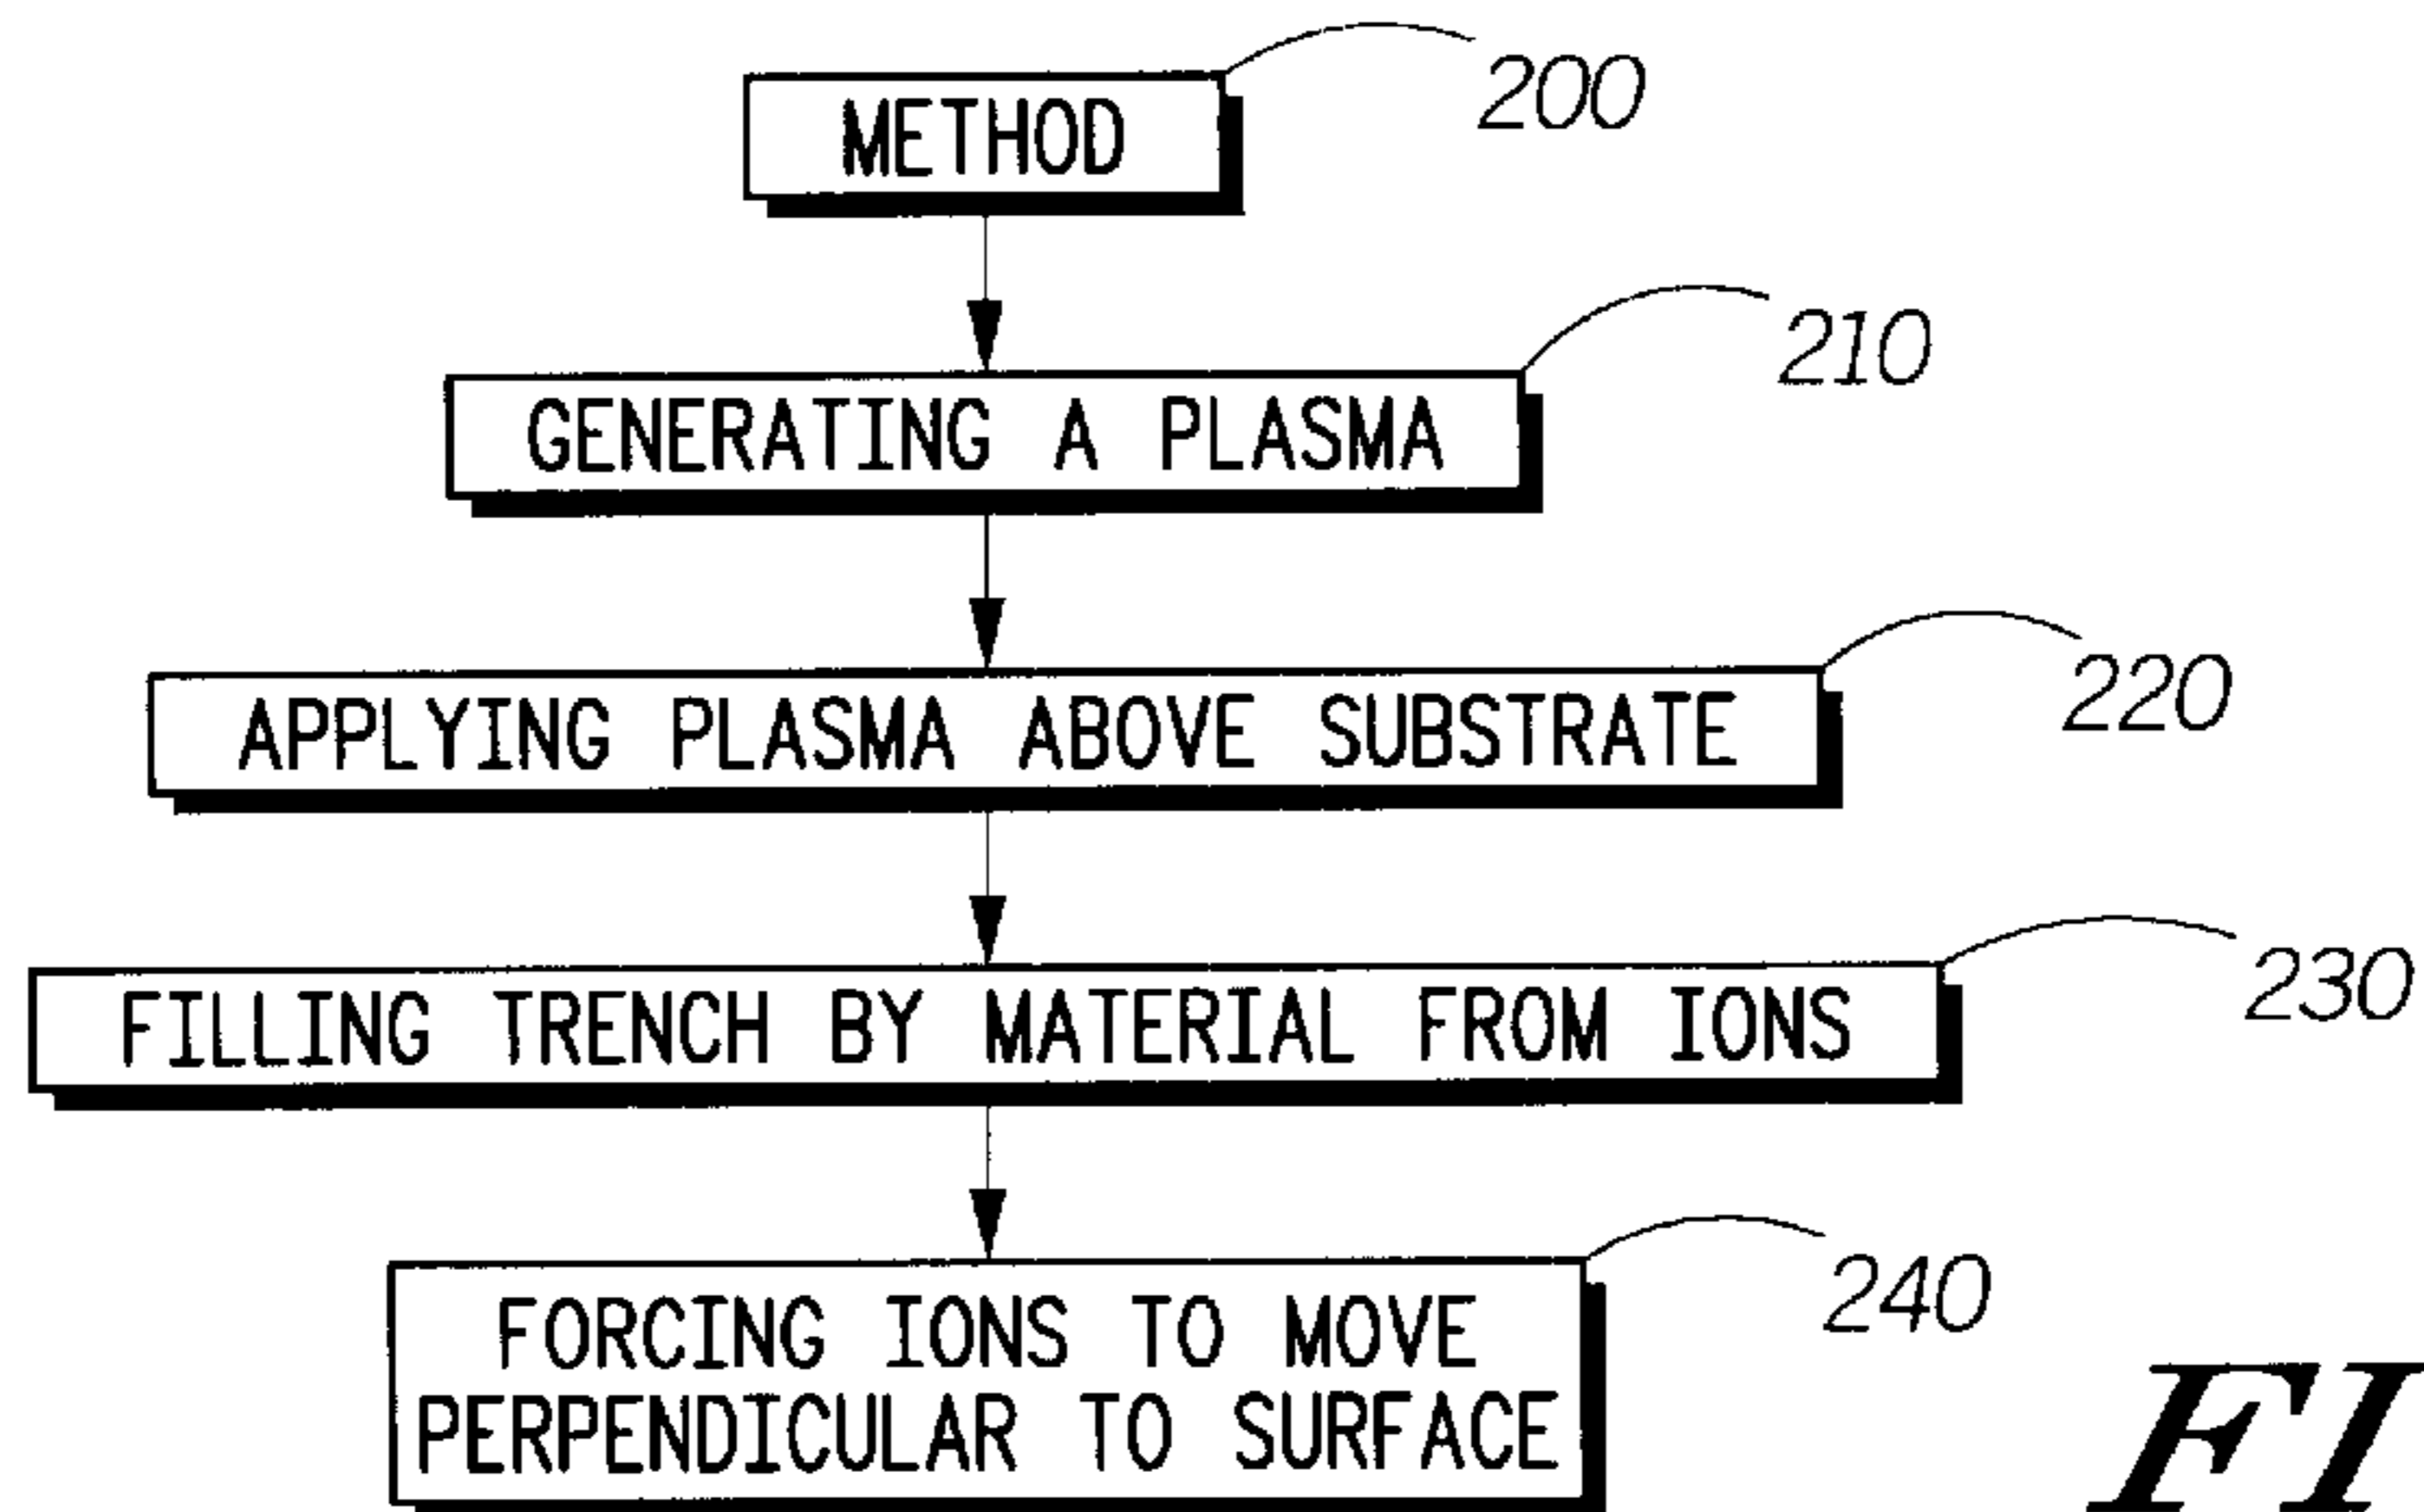 METHOD
200
GENERATING A PLASMA
210
APPLYING PLASMA ABOVE SUBSTRATE
220
FILLING TRENCH BY MATERIAL FROM IONS
230
FORCING IONS TO MOVE
PERPENDICULAR TO SURFACE
240
FI